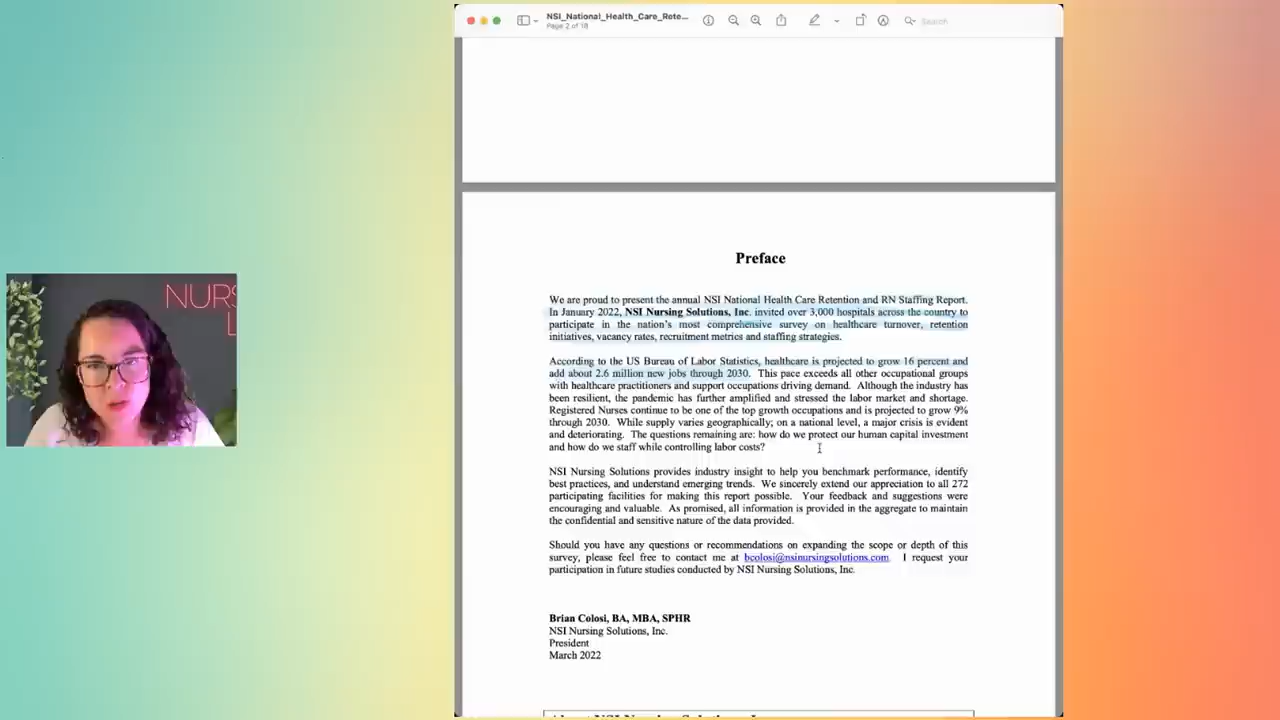 NSI_National_Health_Care_Rete...
Page 2 of 18
Search
NURS
L
Preface
We are proud to present the annual NSI National Health Care Retention and RN Staffing Report.
In January 2022, NSI Nursing Solutions, Inc. invited over 3,000 hospitals across the country to
participate in the nation's most comprehensive survey on healthcare turnover, retention
initiatives, vacancy rates, recruitment metrics and staffing strategies.
According to the US Bureau of Labor Statistics, healthcare is projected to grow 16 percent and
add about 2.6 million new jobs through 2030. This pace exceeds all other occupational groups
with healthcare practitioners and support occupations driving demand. Although the industry has
been resilient, the pandemic has further amplified and stressed the labor market and shortage.
Registered Nurses continue to be one of the top growth occupations and is projected to grow 9%
through 2030. While supply varies geographically; on a national level, a major crisis is evident
and deteriorating. The questions remaining are: how do we protect our human capital investment
and how do we staff while controlling labor costs?
NSI Nursing Solutions provides industry insight to help you benchmark performance, identify
best practices, and understand emerging trends. We sincerely extend our appreciation to all 272
participating facilities for making this report possible. Your feedback and suggestions were
encouraging and valuable. As promised, all information is provided in the aggregate to maintain
the confidential and sensitive nature of the data provided.
Should you have any questions or recommendations on expanding the scope or depth of this
survey, please feel free to contact me at bcolosi@nsinursingsolutions.com. I request your
participation in future studies conducted by NSI Nursing Solutions, Inc.
Brian Colosi, BA, MBA, SPHR
NSI Nursing Solutions, Inc.
President
March 2022